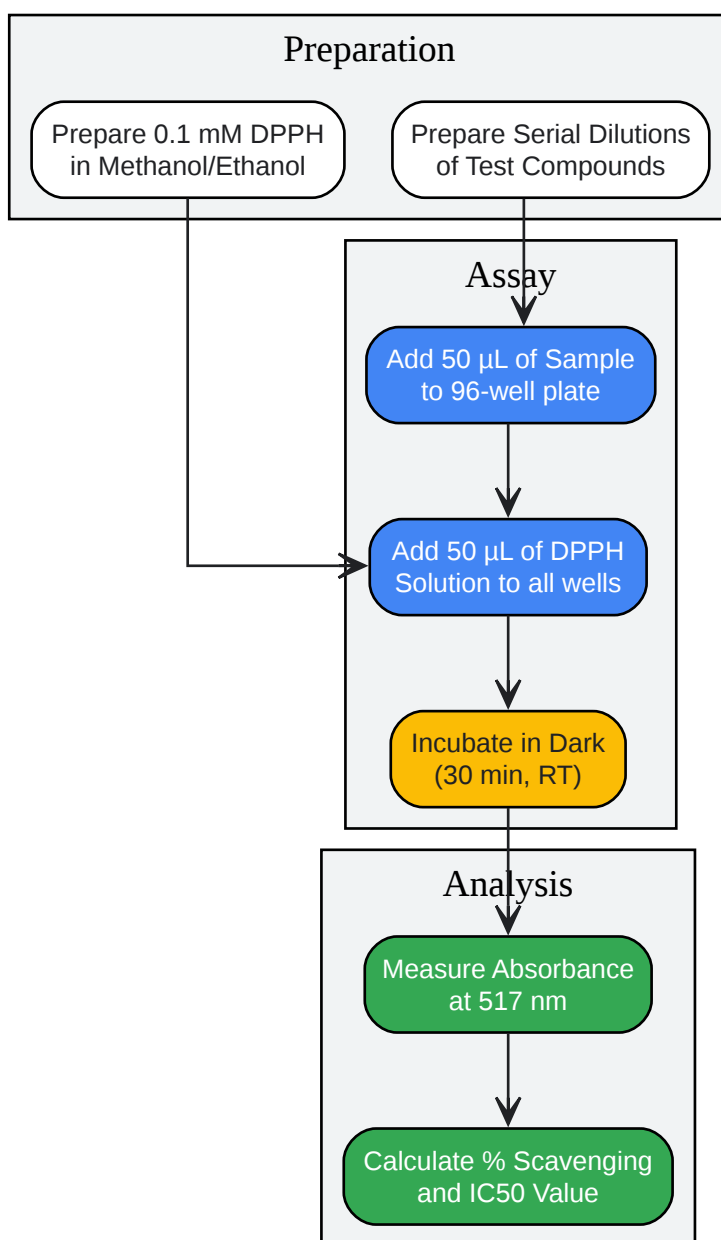 Preparation
Prepare 0.1 mM DPPH
in Methanol/Ethanol
Prepare Serial Dilutions
of Test Compounds
Assay
Add 50 µL of Sample
to 96-well plate
Add 50 µL of DPPH
Solution to all wells
Incubate in Dark
(30 min, RT)
Analysis
Measure Absorbance
at 517 nm
Calculate % Scavenging
and IC50 Value